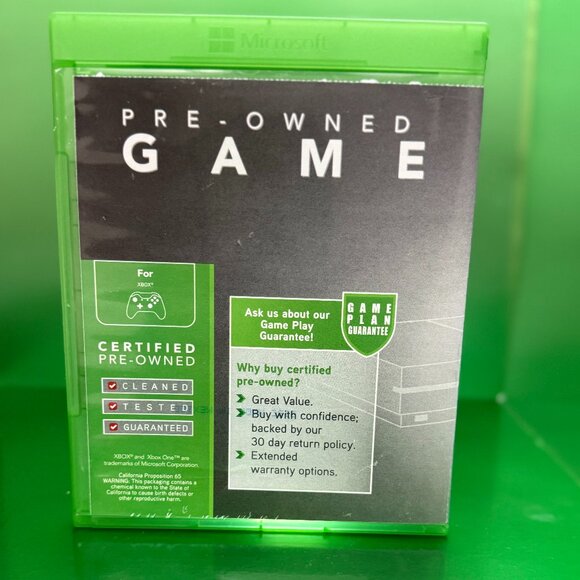 Microsoft
PRE-OWNED
GAME
For
XBOX®
CERTIFIED
PRE-OWNED
CLEANED
TESTED
GUARANTEED
XBOX® and Xbox One™ are
trademarks of Microsoft Corporation.
California Proposition 65
WARNING: This packaging contains a
chemical known to the State of
California to cause birth defects or
other reproductive harm.
Ask us about our
Game Play
Guarantee!
GAME
PLAN
GUARANTEE
Why buy certified
pre-owned?
Great Value.
Buy with confidence;
backed by our
30 day return policy.
Extended
warranty options.